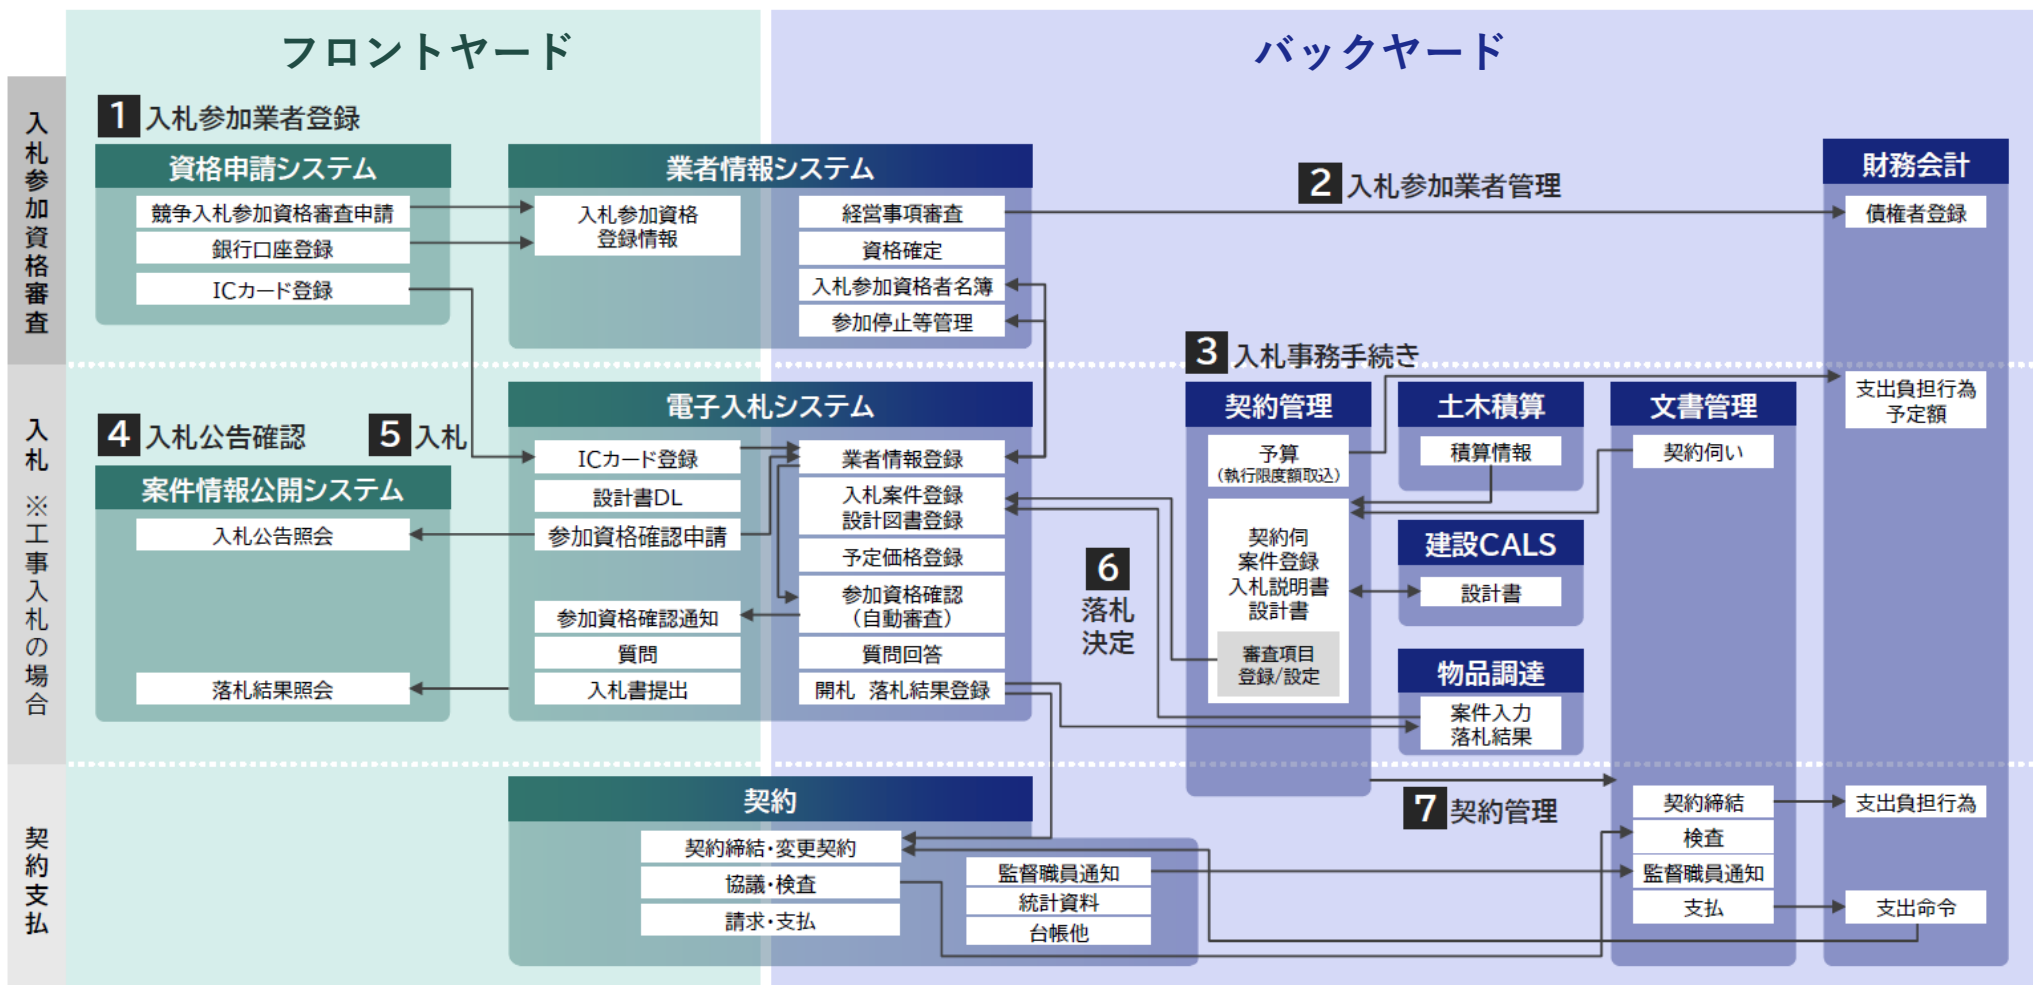 フロントヤード
バックヤード
入札参加資格審査
1 入札参加業者登録
資格申請システム
競争入札参加資格審査申請
銀行口座登録
ICカード登録
業者情報システム
入札参加資格
登録情報
経営事項審査
資格確定
入札参加資格者名簿
参加停止等管理
2 入札参加業者管理
財務会計
債権者登録
入札 ※工事入札の場合
4 入札公告確認
5 入札
案件情報公開システム
入札公告照会
落札結果照会
電子入札システム
ICカード登録
設計書DL
参加資格確認申請
参加資格確認通知
質問
入札書提出
業者情報登録
入札案件登録
設計図書登録
予定価格登録
参加資格確認
（自動審査）
質問回答
開札 落札結果登録
6
落札
決定
3 入札事務手続き
契約管理
予算
（執行限度額取込）
契約伺
案件登録
入札説明書
設計書
審査項目
登録/設定
土木積算
積算情報
建設CALS
設計書
物品調達
案件入力
落札結果
文書管理
契約伺い
支出負担行為
予定額
契約支払
契約
契約締結・変更契約
協議・検査
請求・支払
監督職員通知
統計資料
台帳他
7 契約管理
契約締結
検査
監督職員通知
支払
支出負担行為
支出命令